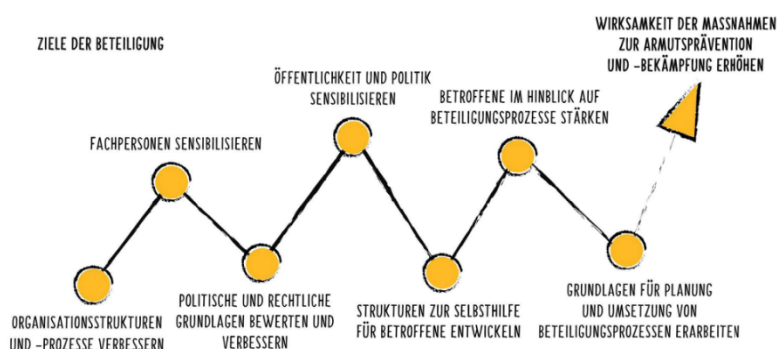 ZIELE DER BETEILIGUNG
WIRKSAMKEIT DER MASSNAHMEN
ZUR ARMUTSPRÄVENTION
UND -BEKÄMPFUNG ERHÖHEN
ÖFFENTLICHKEIT UND POLITIK
SENSIBILISIEREN
BETROFFENE IM HINBLICK AUF
BETEILIGUNGSPROZESSE STÄRKEN
FACHPERSONEN SENSIBILISIEREN
ORGANISATIONSSTRUKTUREN
UND -PROZESSE VERBESSERN
POLITISCHE UND RECHTLICHE
GRUNDLAGEN BEWERTEN UND
VERBESSERN
STRUKTUREN ZUR SELBSTHILFE
FÜR BETROFFENE ENTWICKELN
GRUNDLAGEN FÜR PLANUNG
UND UMSETZUNG VON
BETEILIGUNGSPROZESSEN ERARBEITEN